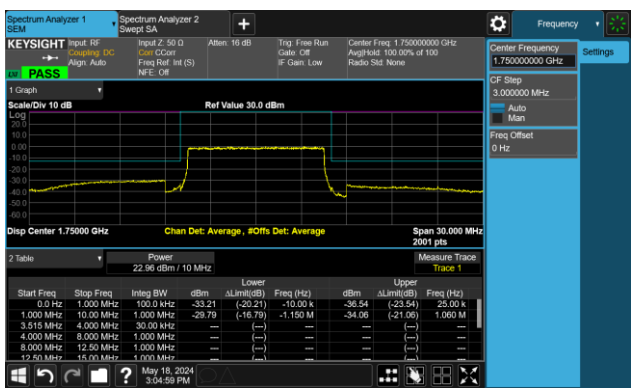 Spectrum Analyzer 1
SEM
Spectrum Analyzer 2
Swept SA
Frequency
KEYSIGHT
Input: RF
Coupling: DC
Align: Auto
Input Z: 50 Ω
Corr CCorr
Freq Ref: Int (S)
NFE: Off
Atten: 16 dB
Trig: Free Run
Gate: Off
IF Gain: Low
Center Freq: 1.750000000 GHz
Avg|Hold: 100.00% of 100
Radio Std: None
PASS
Center Frequency
1.750000000 GHz
Settings
CF Step
3.000000 MHz
Auto
Man
Freq Offset
0 Hz
1 Graph
Scale/Div 10 dB
Ref Value 30.0 dBm
Log
20.0
10.0
0.00
-10.0
-20.0
-30.0
-40.0
-50.0
-60.0
Disp Center 1.75000 GHz
Chan Det: Average, #Offs Det: Average
Span 30.000 MHz
2001 pts
2 Table
Power
22.96 dBm / 10 MHz
Measure Trace
Trace 1
Lower Upper
Start Freq Stop Freq Integ BW dBm ΔLimit(dB) Freq (Hz) dBm ΔLimit(dB) Freq (Hz)
0.0 Hz 1.000 MHz 100.0 kHz -33.21 (-20.21) -10.00 k -36.54 (-23.54) 25.00 k
1.000 MHz 10.00 MHz 1.000 MHz -29.79 (-16.79) -1.150 M -34.06 (-21.06) 1.060 M
3.515 MHz 4.000 MHz 30.00 kHz --- (---) --- --- (---) ---
4.000 MHz 8.000 MHz 1.000 MHz --- (---) --- --- (---) ---
8.000 MHz 12.50 MHz 1.000 MHz --- (---) --- --- (---) ---
12.50 MHz 15.00 MHz 1.000 MHz --- (---) --- --- (---) ---
May 18, 2024
3:04:59 PM